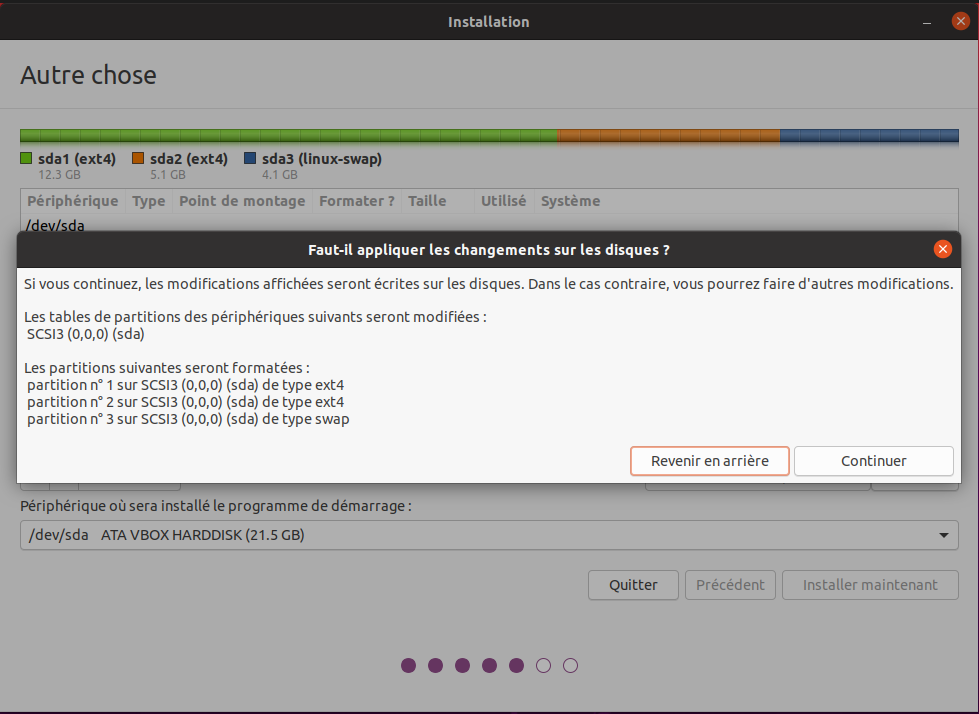 Installation
Autre chose
sda1 (ext4) sda2 (ext4) sda3 (linux-swap)
12.3 GB 5.1 GB 4.1 GB
Périphérique Type Point de montage Formater ? Taille Utilisé Système
/dev/sda
Faut-il appliquer les changements sur les disques ?
Si vous continuez, les modifications affichées seront écrites sur les disques. Dans le cas contraire, vous pourrez faire d'autres modifications.
Les tables de partitions des périphériques suivants seront modifiées :
SCSI3 (0,0,0) (sda)
Les partitions suivantes seront formatées :
partition n° 1 sur SCSI3 (0,0,0) (sda) de type ext4
partition n° 2 sur SCSI3 (0,0,0) (sda) de type ext4
partition n° 3 sur SCSI3 (0,0,0) (sda) de type swap
Revenir en arrière Continuer
Périphérique où sera installé le programme de démarrage :
/dev/sda ATA VBOX HARDDISK (21.5 GB)
Quitter Précédent Installer maintenant